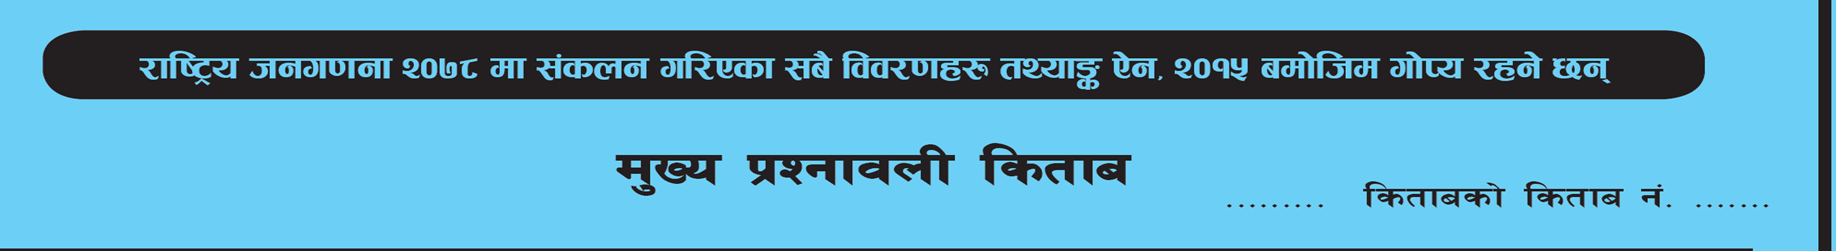 राष्ट्रिय जनगणना २०७८ मा संकलन गरिएका सबै विवरणहरू तथ्याङ्क ऐन, २०१५ बमोजिम गोप्य रहने छन्
मुख्य प्रश्नावली किताब
......... किताबको किताब नं. .......